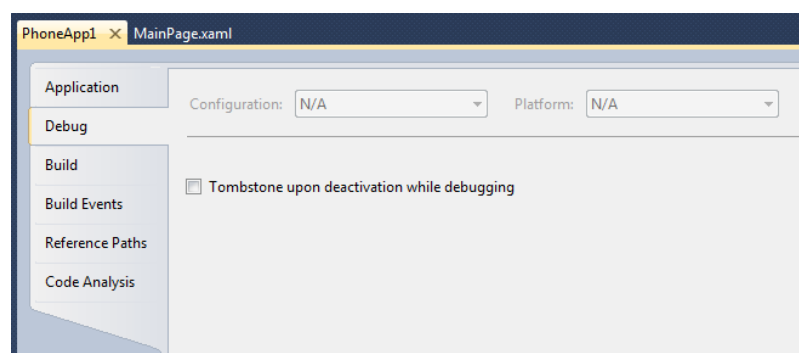 PhoneApp1 MainPage.xaml
Application
Configuration: N/A Platform: N/A
Debug
Build
Tombstone upon deactivation while debugging
Build Events
Reference Paths
Code Analysis